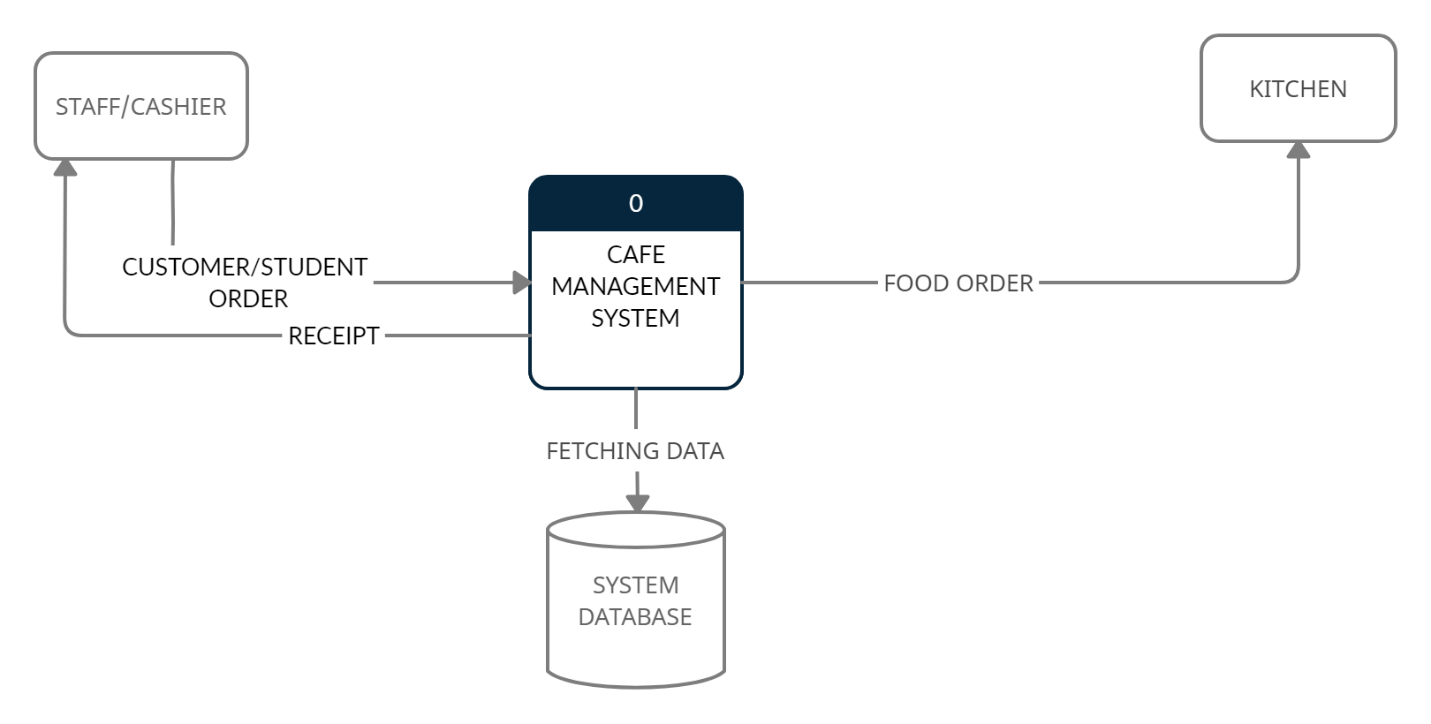 STAFF/CASHIER
KITCHEN
0
CAFE
MANAGEMENT
SYSTEM
CUSTOMER/STUDENT
ORDER
FOOD ORDER
RECEIPT
FETCHING DATA
SYSTEM
DATABASE